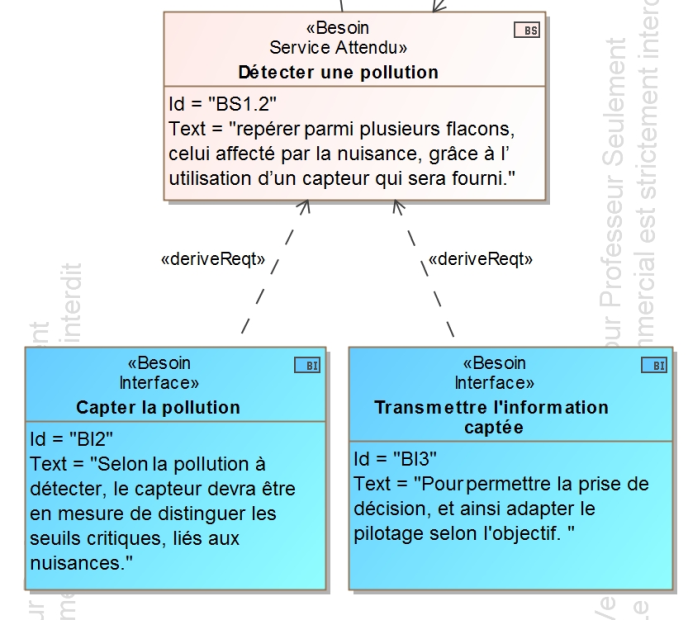 «Besoin
Service Attendu»
BS
Détecter une pollution
Id = "BS1.2"
Text = "repérer parmi plusieurs flacons,
celui affecté par la nuisance, grâce à l’
utilisation d’un capteur qui sera fourni."
«deriveReqt»
«deriveReqt»
«Besoin
Interface»
BI
Capter la pollution
Id = "BI2"
Text = "Selon la pollution à
détecter, le capteur devra être
en mesure de distinguer les
seuils critiques, liés aux
nuisances."
«Besoin
Interface»
BI
Transmettre l'information
captée
Id = "BI3"
Text = "Pour permettre la prise de
décision, et ainsi adapter le
pilotage selon l'objectif. "
interdit
Professeur Seulement
est strictement